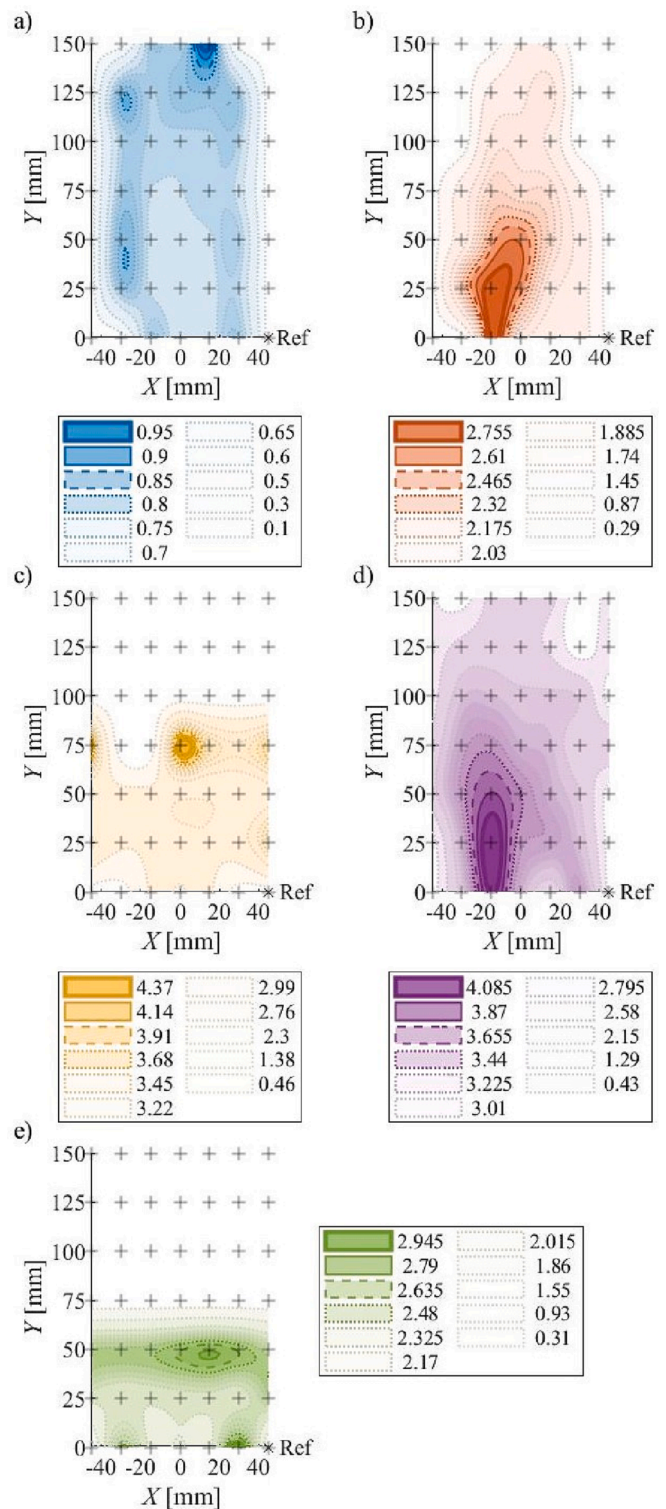 a)
b)
150
150
125
125
100
100
75
75
50
50
25
25
0
0
Y [mm]
Y [mm]
-40 -20 0 20 40
-40 -20 0 20 40
Ref
Ref
X [mm]
X [mm]
0.95 0.65
0.9 0.6
0.85 0.5
0.8 0.3
0.75 0.1
0.7
2.755 1.885
2.61 1.74
2.465 1.45
2.32 0.87
2.175 0.29
2.03
c)
d)
150
150
125
125
100
100
75
75
50
50
25
25
0
0
Y [mm]
Y [mm]
-40 -20 0 20 40
-40 -20 0 20 40
Ref
Ref
X [mm]
X [mm]
4.37 2.99
4.14 2.76
3.91 2.3
3.68 1.38
3.45 0.46
3.22
4.085 2.795
3.87 2.58
3.655 2.15
3.44 1.29
3.225 0.43
3.01
e)
150
125
100
75
50
25
0
Y [mm]
-40 -20 0 20 40
Ref
X [mm]
2.945 2.015
2.79 1.86
2.635 1.55
2.48 0.93
2.325 0.31
2.17